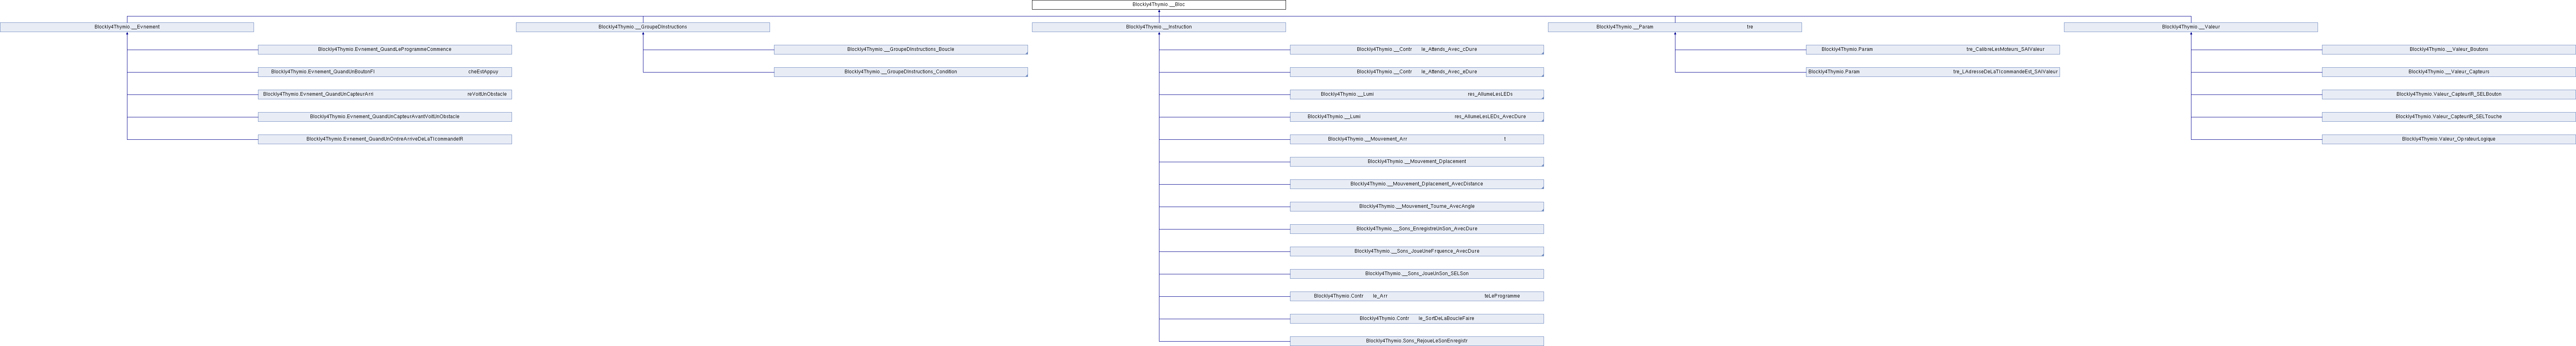 Blockly4Thymio.__Bloc
Blockly4Thymio.__Evnement
Blockly4Thymio.__GroupeDInstructions
Blockly4Thymio.__Instruction
Blockly4Thymio.__Param tre
Blockly4Thymio.__Valeur
Blockly4Thymio.Evnement_QuandLeProgrammeCommence
Blockly4Thymio.__GroupeDInstructions_Boucle
Blockly4Thymio.__Contr le_Attends_Avec_cDure
Blockly4Thymio.Param tre_CalibreLesMoteurs_SAIValeur
Blockly4Thymio.__Valeur_Boutons
Blockly4Thymio.Evnement_QuandUnBoutonFl cheEstAppuy
Blockly4Thymio.__GroupeDInstructions_Condition
Blockly4Thymio.__Contr le_Attends_Avec_eDure
Blockly4Thymio.Param tre_LAdresseDeLaTlcommandeEst_SAIValeur
Blockly4Thymio.__Valeur_Capteurs
Blockly4Thymio.Evnement_QuandUnCapteurArri reVoitUnObstacle
Blockly4Thymio.__Lumi res_AllumeLesLEDs
Blockly4Thymio.Valeur_CapteurIR_SELBouton
Blockly4Thymio.Evnement_QuandUnCapteurAvantVoitUnObstacle
Blockly4Thymio.__Lumi res_AllumeLesLEDs_AvecDure
Blockly4Thymio.Valeur_CapteurIR_SELTouche
Blockly4Thymio.Evnement_QuandUnOrdreArriveDeLaTlcommandeIR
Blockly4Thymio.__Mouvement_Arr t
Blockly4Thymio.Valeur_OprateurLogique
Blockly4Thymio.__Mouvement_Dplacement
Blockly4Thymio.__Mouvement_Dplacement_AvecDistance
Blockly4Thymio.__Mouvement_Tourne_AvecAngle
Blockly4Thymio.__Sons_EnregistreUnSon_AvecDure
Blockly4Thymio.__Sons_JoueUneFrquence_AvecDure
Blockly4Thymio.__Sons_JoueUnSon_SELSon
Blockly4Thymio.Contr le_Arr teLeProgramme
Blockly4Thymio.Contr le_SortDeLaBoucleFaire
Blockly4Thymio.Sons_RejoueLeSonEnregistr